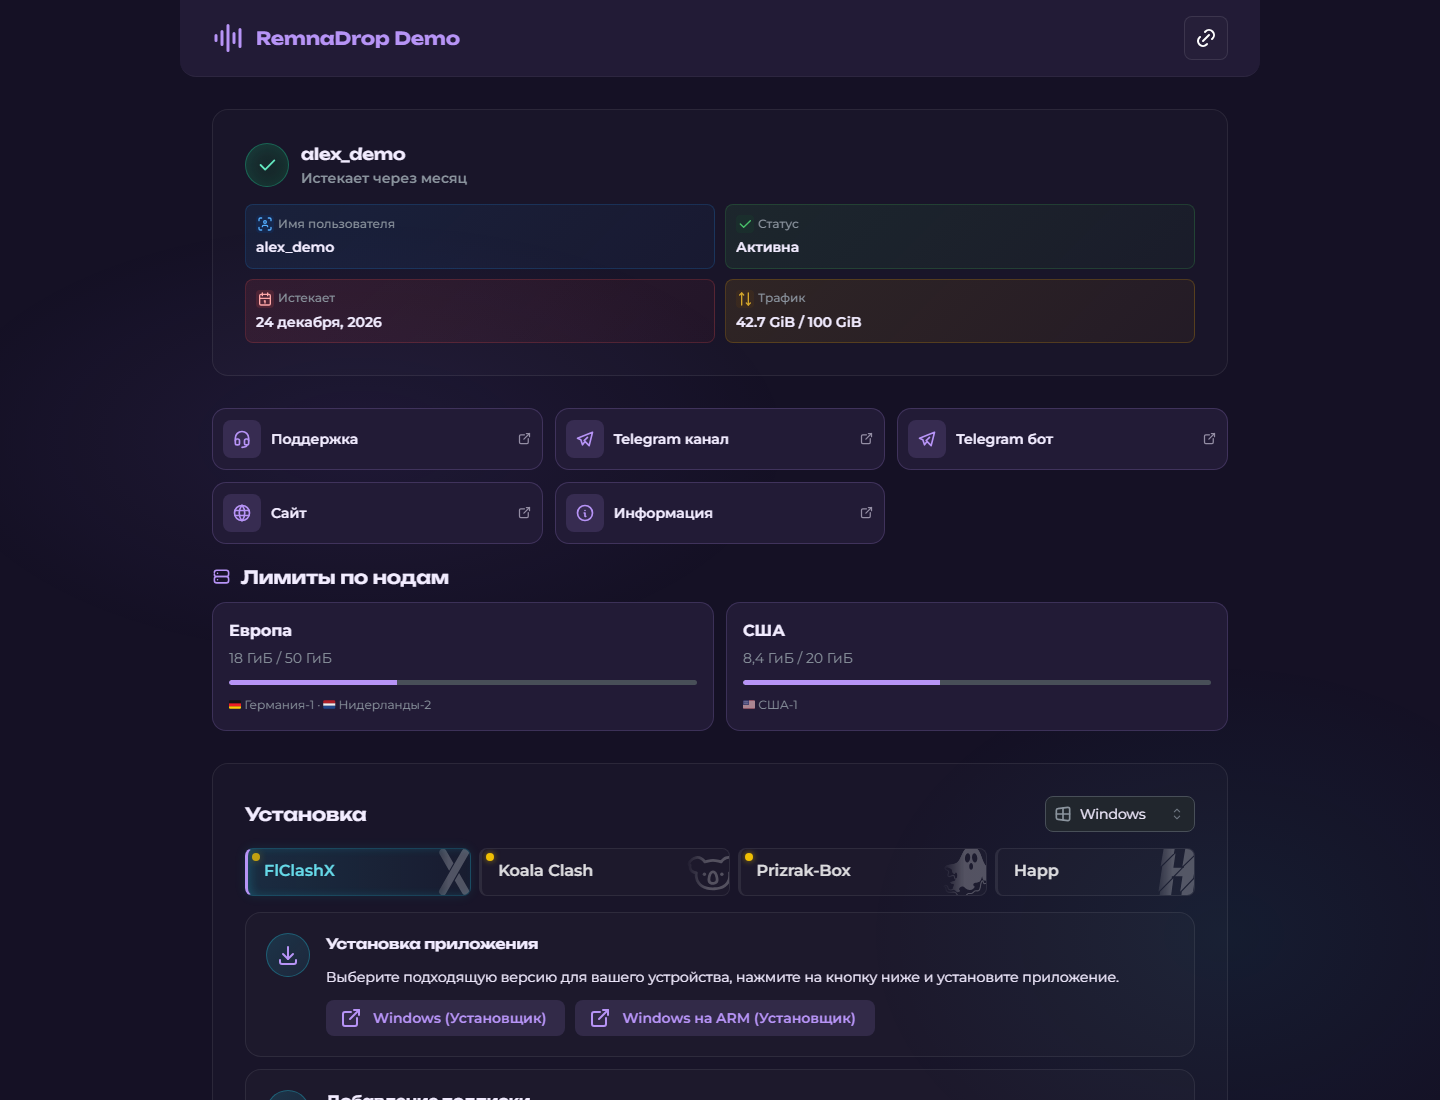 RemnaDrop Demo
alex_demo
Истекает через месяц
Имя пользователя
alex_demo
Статус
Активна
Истекает
24 декабря, 2026
Трафик
42.7 GiB / 100 GiB
Поддержка
Telegram канал
Telegram бот
Сайт
Информация
Лимиты по нодам
Европа
18 ГиБ / 50 ГиБ
Германия-1 · Нидерланды-2
США
8,4 ГиБ / 20 ГиБ
США-1
Установка
Windows
FlClashX
Koala Clash
Prizrak-Box
Happ
Установка приложения
Выберите подходящую версию для вашего устройства, нажмите на кнопку ниже и установите приложение.
Windows (Установщик)
Windows на ARM (Установщик)
Добавление подписки